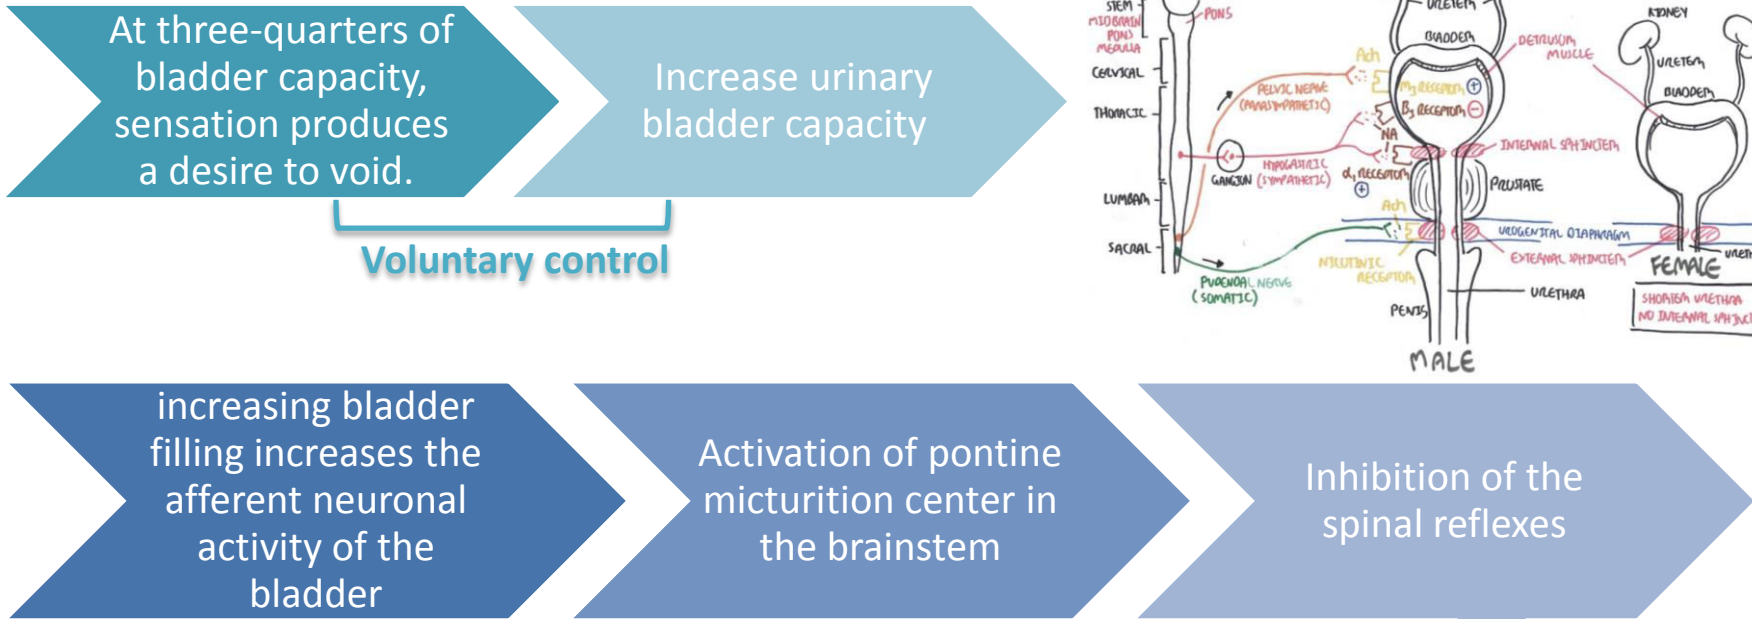 At three-quarters of
bladder capacity,
sensation produces
a desire to void.
Increase urinary
bladder capacity
Voluntary control
STEM
MIDBRAIN
PONS
MEDULLA
PONS
CERVICAL
THORACIC
LUMBAR
SACRAL
PELVIC NERVE
(PARASYMPATHETIC)
GANGLION
HYPOGASTRIC
(SYMPATHETIC)
PUDENDAL NERVE
(SOMATIC)
Ach
M3 RECEPTOR +
B3 RECEPTOR -
NA
α1 RECEPTOR
+
Ach
NICOTINIC
RECEPTOR
URETER
BLADDER
DETRUSOR
MUSCLE
INTERNAL SPHINCTER
PROSTATE
UROGENITAL DIAPHRAGM
EXTERNAL SPHINCTER
URETHRA
PENIS
MALE
KIDNEY
URETER
BLADDER
FEMALE
SHORTER URETHRA
NO INTERNAL
increasing bladder
filling increases the
afferent neuronal
activity of the
bladder
Activation of pontine
micturition center in
the brainstem
Inhibition of the
spinal reflexes